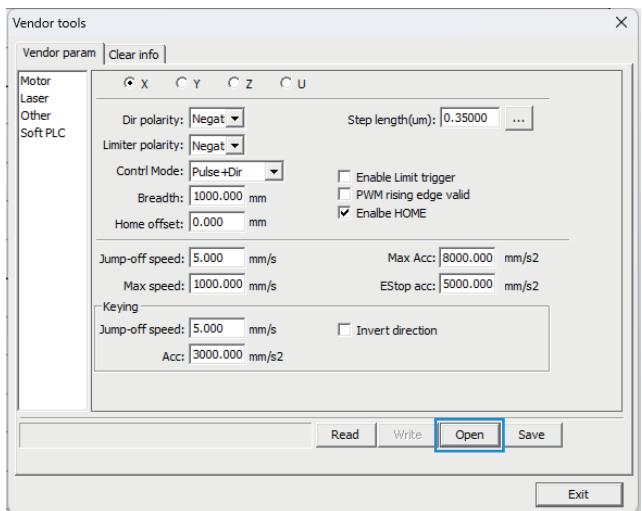 Vendor tools
Vendor param Clear info
Motor
Laser
Other
Soft PLC
X Y Z U
Dir polarity: Negat Step length(um): 0.35000 ...
Limiter polarity: Negat
Contrl Mode: Pulse+Dir Enable Limit trigger
Breadth: 1000.000 mm PWM rising edge valid
Home offset: 0.000 mm Enalbe HOME
Jump-off speed: 5.000 mm/s Max Acc: 8000.000 mm/s2
Max speed: 1000.000 mm/s EStop acc: 5000.000 mm/s2
Keying
Jump-off speed: 5.000 mm/s Invert direction
Acc: 3000.000 mm/s2
Read Write Open Save
Exit